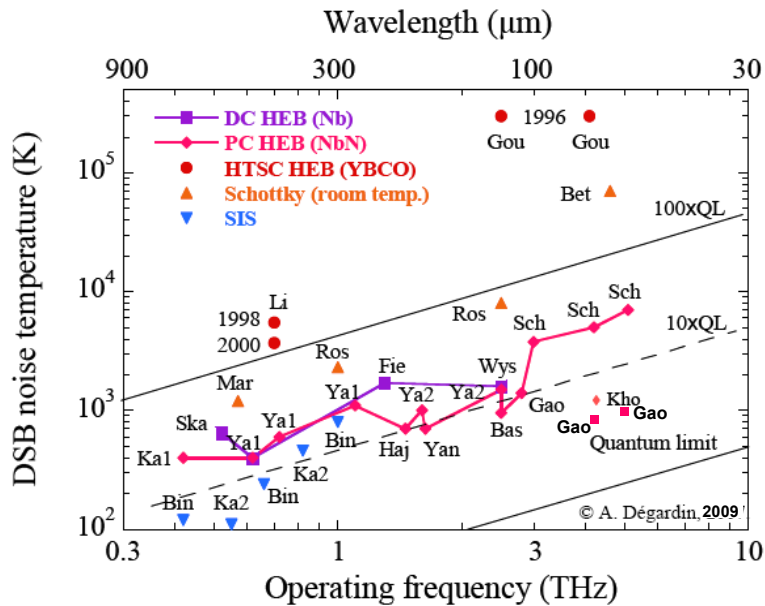 Wavelength (μm)
900 300 100 30
DC HEB (Nb)
PC HEB (NbN)
HTSC HEB (YBCO)
Schottky (room temp.)
SIS
1996
Gou
Gou
Bet
100xQL
Li
1998
2000
Ros
Sch
Sch
Sch
10xQL
Ros
Fie
Wys
Mar
Ya1
Ya2
Ya2
Gao
Kho
Gao
Gao
Ska
Ya1
Ka1
Bin
Haj
Yan
Bas
Quantum limit
Ka2
Bin
Bin
Ka2
© A. Dégardin, 2009
DSB noise temperature (K)
10⁵
10⁴
10³
10²
0.3 1 3 10
Operating frequency (THz)